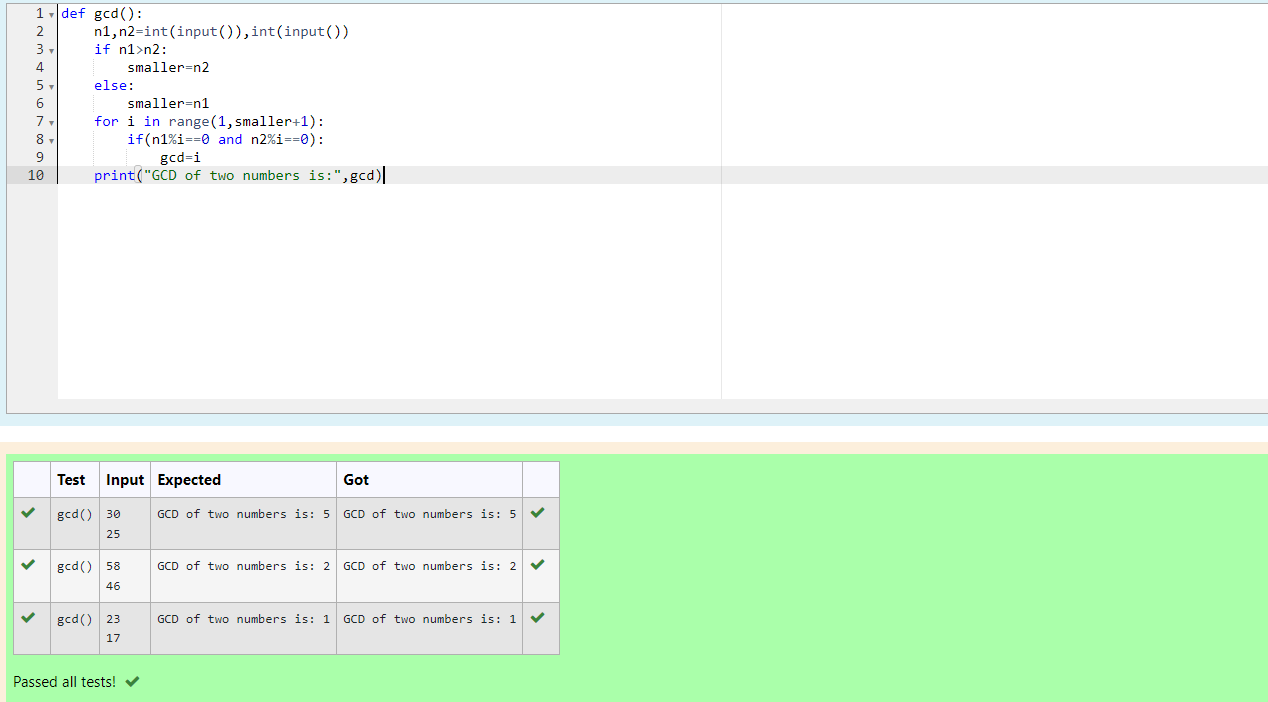 1 def gcd():
2     n1,n2=int(input()),int(input())
3     if n1>n2:
4         smaller=n2
5     else:
6         smaller=n1
7     for i in range(1,smaller+1):
8         if(n1%i==0 and n2%i==0):
9             gcd=i
10     print("GCD of two numbers is:",gcd)
Test Input Expected Got
gcd() 30 GCD of two numbers is: 5 GCD of two numbers is: 5
25
gcd() 58 GCD of two numbers is: 2 GCD of two numbers is: 2
46
gcd() 23 GCD of two numbers is: 1 GCD of two numbers is: 1
17
Passed all tests!